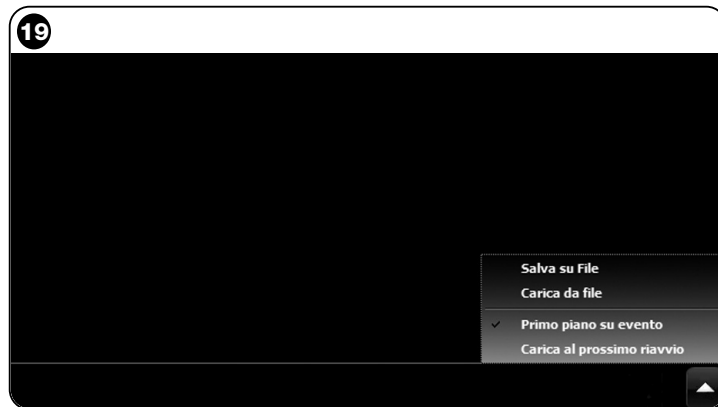 19
Salva su File
Carica da file
Primo piano su evento
Carica al prossimo riavvio